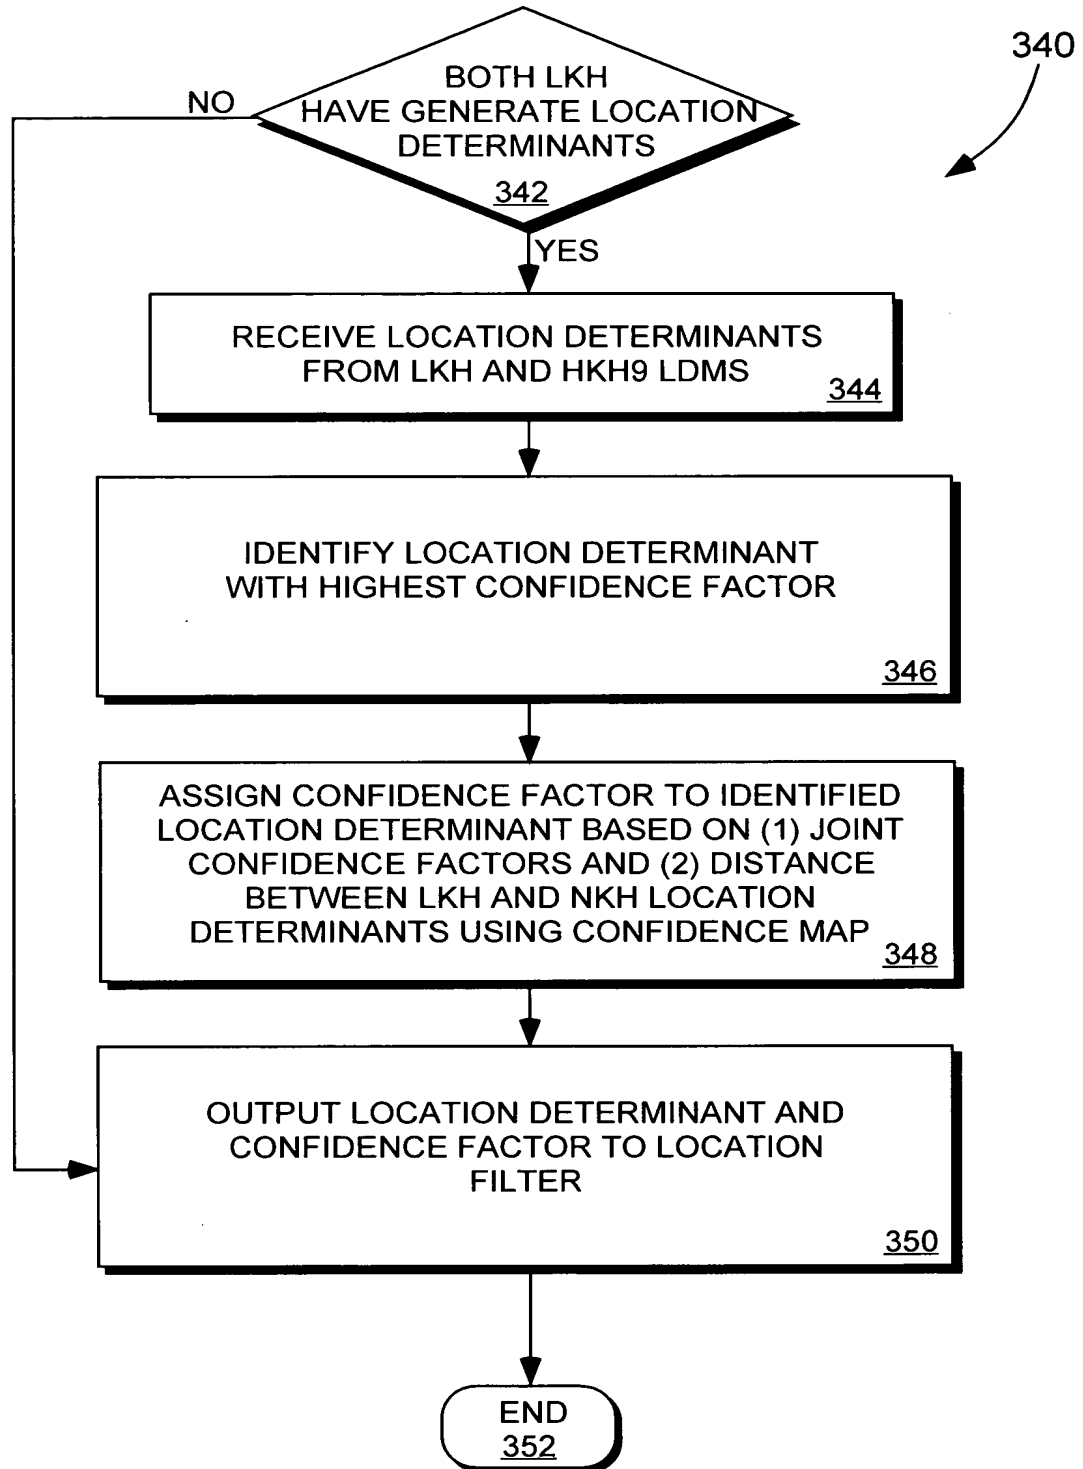 340
BOTH LKH
HAVE GENERATE LOCATION
DETERMINANTS
342
NO
YES
RECEIVE LOCATION DETERMINANTS
FROM LKH AND HKH9 LDMS
344
IDENTIFY LOCATION DETERMINANT
WITH HIGHEST CONFIDENCE FACTOR
346
ASSIGN CONFIDENCE FACTOR TO IDENTIFIED
LOCATION DETERMINANT BASED ON (1) JOINT
CONFIDENCE FACTORS AND (2) DISTANCE
BETWEEN LKH AND NKH LOCATION
DETERMINANTS USING CONFIDENCE MAP
348
OUTPUT LOCATION DETERMINANT AND
CONFIDENCE FACTOR TO LOCATION
FILTER
350
END
352